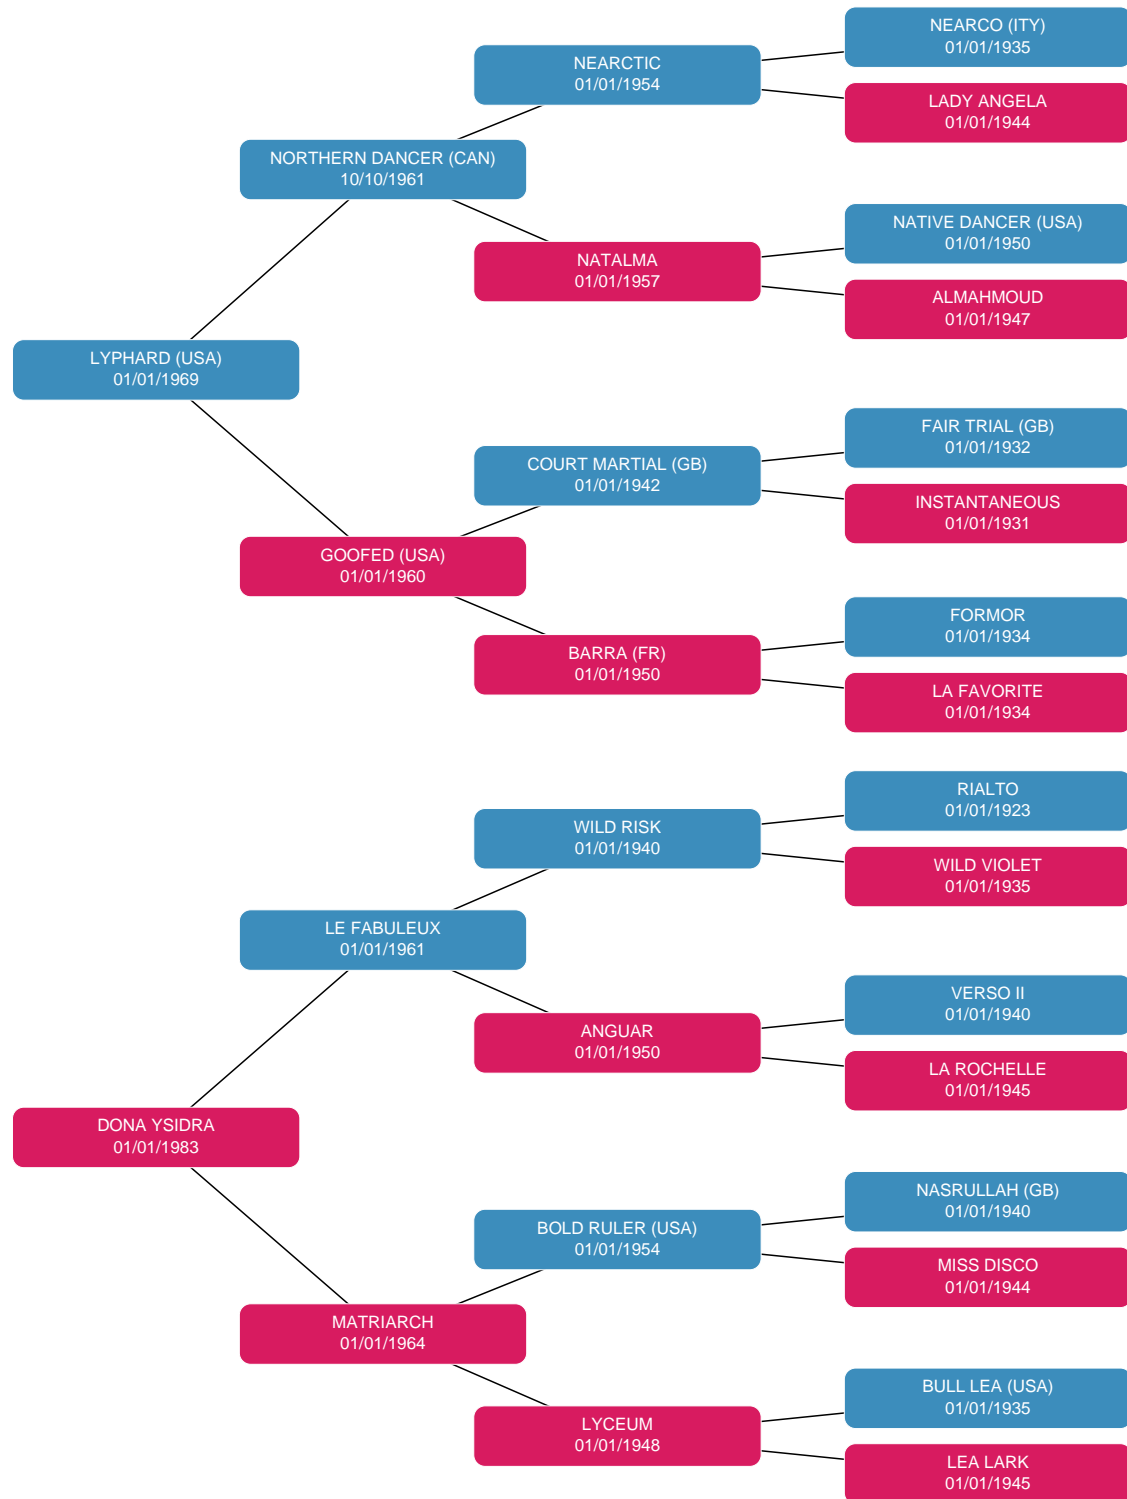 NEARCO (ITY)
01/01/1935
NEARCTIC
01/01/1954
LADY ANGELA
01/01/1944
NORTHERN DANCER (CAN)
10/10/1961
NATIVE DANCER (USA)
01/01/1950
NATALMA
01/01/1957
ALMAHMOUD
01/01/1947
LYPHARD (USA)
01/01/1969
FAIR TRIAL (GB)
01/01/1932
COURT MARTIAL (GB)
01/01/1942
INSTANTANEOUS
01/01/1931
GOOFED (USA)
01/01/1960
FORMOR
01/01/1934
BARRA (FR)
01/01/1950
LA FAVORITE
01/01/1934
RIALTO
01/01/1923
WILD RISK
01/01/1940
WILD VIOLET
01/01/1935
LE FABULEUX
01/01/1961
VERSO II
01/01/1940
ANGUAR
01/01/1950
LA ROCHELLE
01/01/1945
DONA YSIDRA
01/01/1983
NASRULLAH (GB)
01/01/1940
BOLD RULER (USA)
01/01/1954
MISS DISCO
01/01/1944
MATRIARCH
01/01/1964
BULL LEA (USA)
01/01/1935
LYCEUM
01/01/1948
LEA LARK
01/01/1945